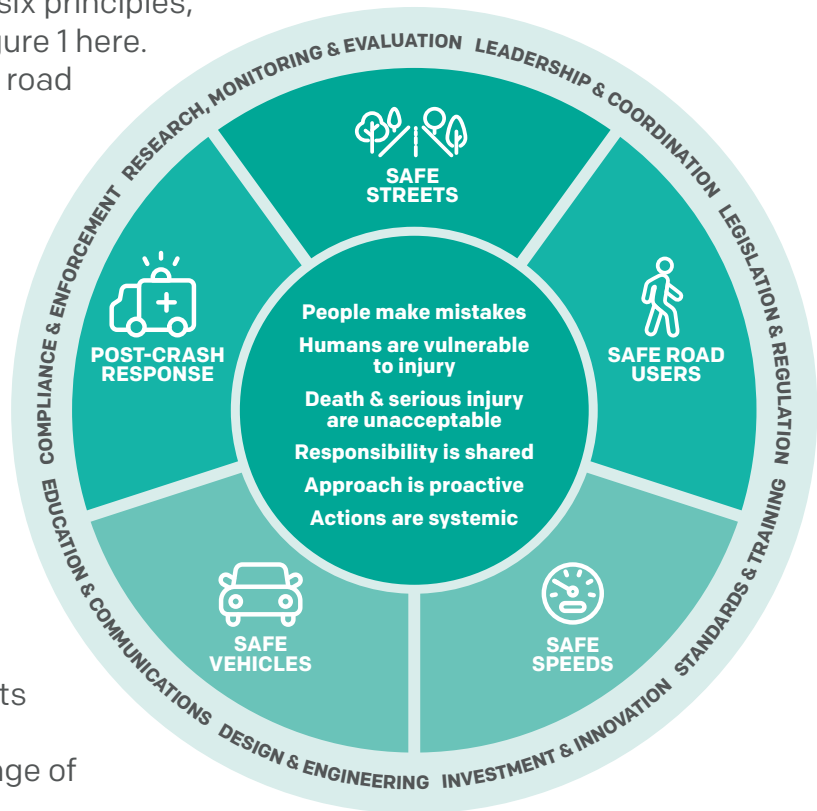 six principles,
gure 1 here.
road
RESEARCH, MONITORING & EVALUATION
LEADERSHIP & COORDINATION
LEGISLATION & REGULATION
STANDARDS & TRAINING
INVESTMENT & INNOVATION
DESIGN & ENGINEERING
EDUCATION & COMMUNICATIONS
COMPLIANCE & ENFORCEMENT
SAFE
STREETS
SAFE ROAD
USERS
SAFE
SPEEDS
SAFE
VEHICLES
POST-CRASH
RESPONSE
People make mistakes
Humans are vulnerable
to injury
Death & serious injury
are unacceptable
Responsibility is shared
Approach is proactive
Actions are systemic
ts
nge of